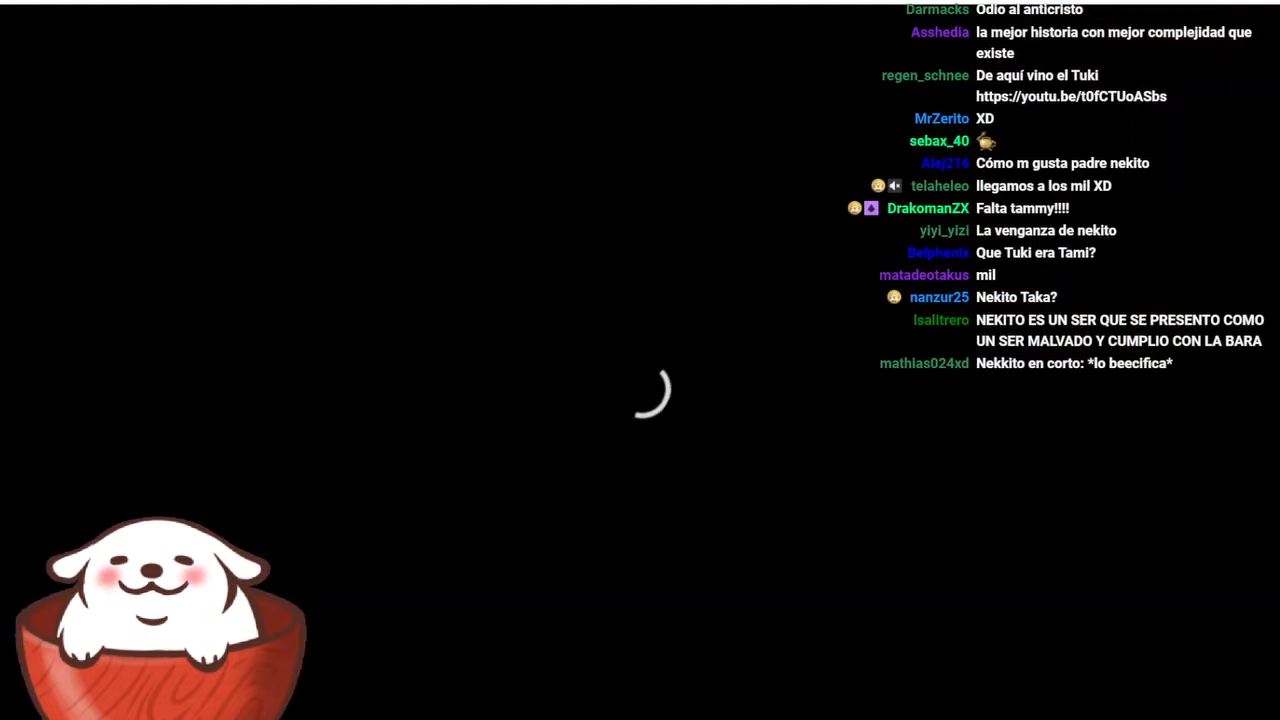 Darmacks Odio al anticristo
Asshedia la mejor historia con mejor complejidad que
existe
regen_schnee De aquí vino el Tuki
https://youtu.be/t0fCTUoASbs
MrZerito XD
sebax_40
Alej216 Cómo m gusta padre nekito
telaheleo llegamos a los mil XD
DrakomanZX Falta tammy!!!!
yiyi_yizi La venganza de nekito
Belphenix Que Tuki era Tami?
matadeotakus mil
nanzur25 Nekito Taka?
lsalitrero NEKITO ES UN SER QUE SE PRESENTO COMO
UN SER MALVADO Y CUMPLIO CON LA BARA
mathias024xd Nekkito en corto: *lo beecifica*